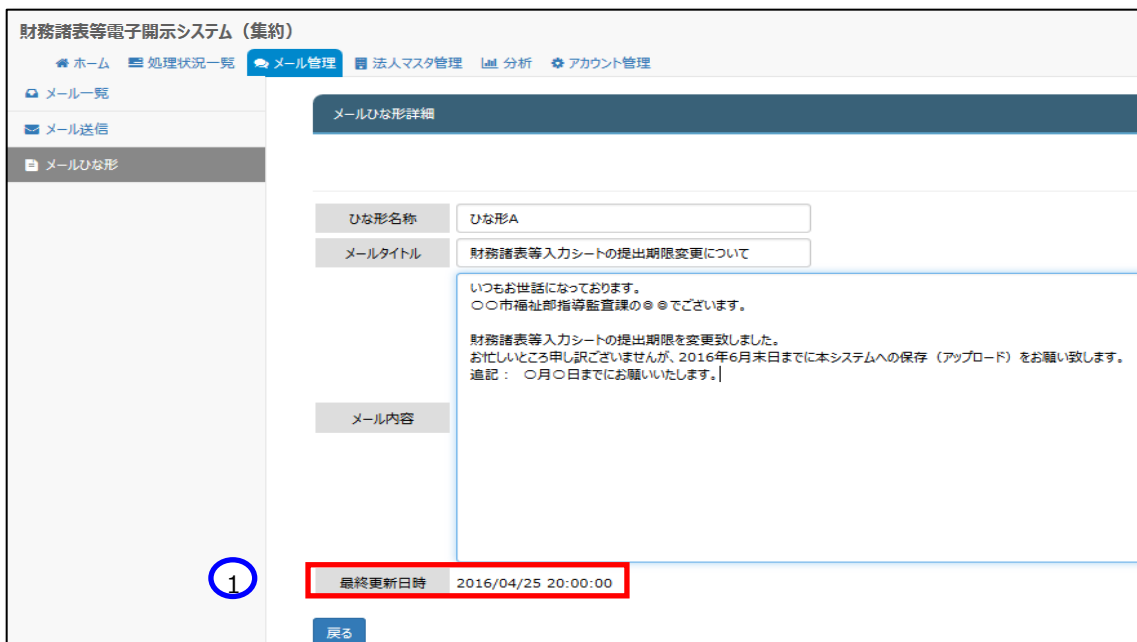 財務諸表等電子開示システム（集約）
ホーム 処理状況一覧 メール管理 法人マスタ管理 分析 アカウント管理
メール一覧
メール送信
メールひな形
メールひな形詳細
ひな形名称 ひな形A
メールタイトル 財務諸表等入力シートの提出期限変更について
メール内容
いつもお世話になっております。
○○市福祉部指導監査課の◎◎でございます。
財務諸表等入力シートの提出期限を変更致しました。
お忙しいところ申し訳ございませんが、2016年6月末日までに本システムへの保存（アップロード）をお願い致します。
追記： ○月○日までにお願いいたします。
1
最終更新日時 2016/04/25 20:00:00
戻る